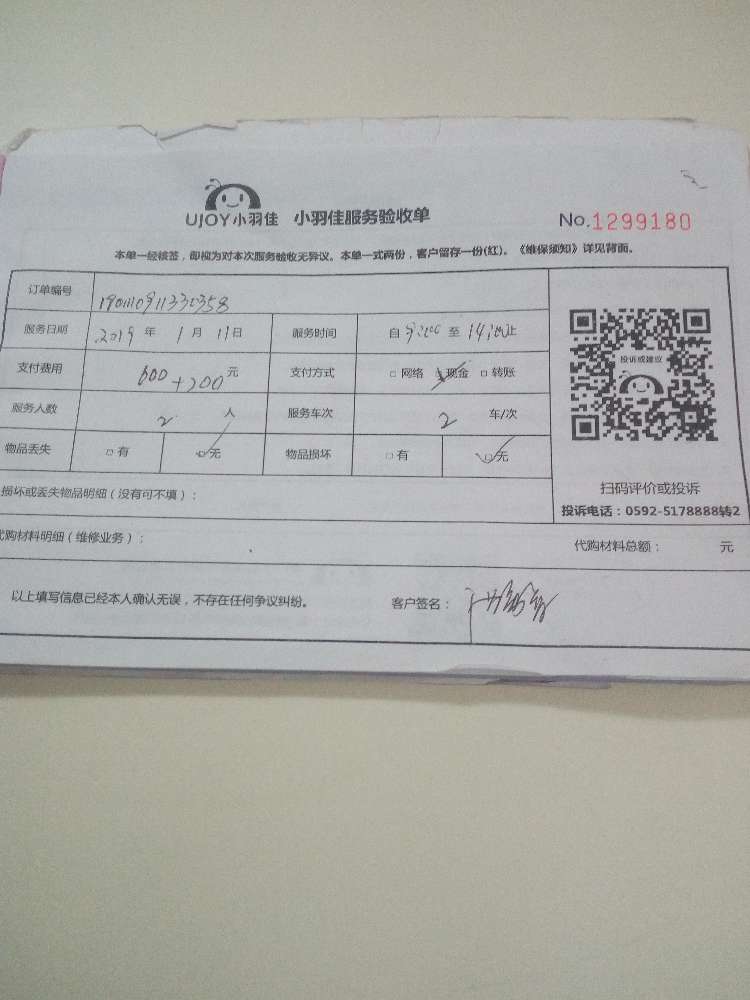 UJOY小羽佳 小羽佳服务验收单 No.1299180
本单一经核签，即视为对本次服务验收无异议。本单一式两份，客户留存一份(红)。《维保须知》详见背面。
订单编号
服务日期 2019 年 1 月 11 日 服务时间 自 9:00 至 14:00 止
支付费用 600+200 元 支付方式 □ 网络 现金 □ 转账
服务人数 2 人 服务车次 2 车/次
物品丢失 □ 有 □ 无 物品损坏 □ 有 □ 无
投诉或建议
扫码评价或投诉
投诉电话：0592-5178888转2
损坏或丢失物品明细（没有可不填）：
代购材料明细（维修业务）： 代购材料总额： 元
以上填写信息已经本人确认无误，不存在任何争议纠纷。 客户签名：